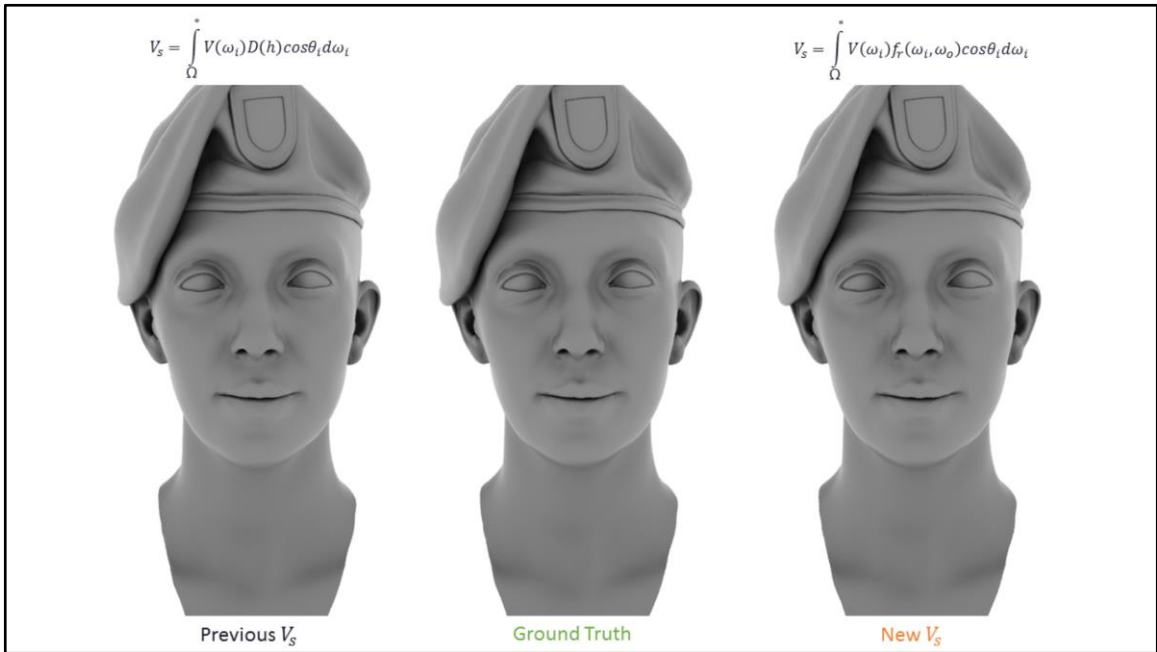 V_s = ∫_Ω^* V(ω_i)D(h)cosθ_i dω_i
V_s = ∫_Ω^* V(ω_i)f_r(ω_i, ω_o)cosθ_i dω_i
Previous V_s
Ground Truth
New V_s